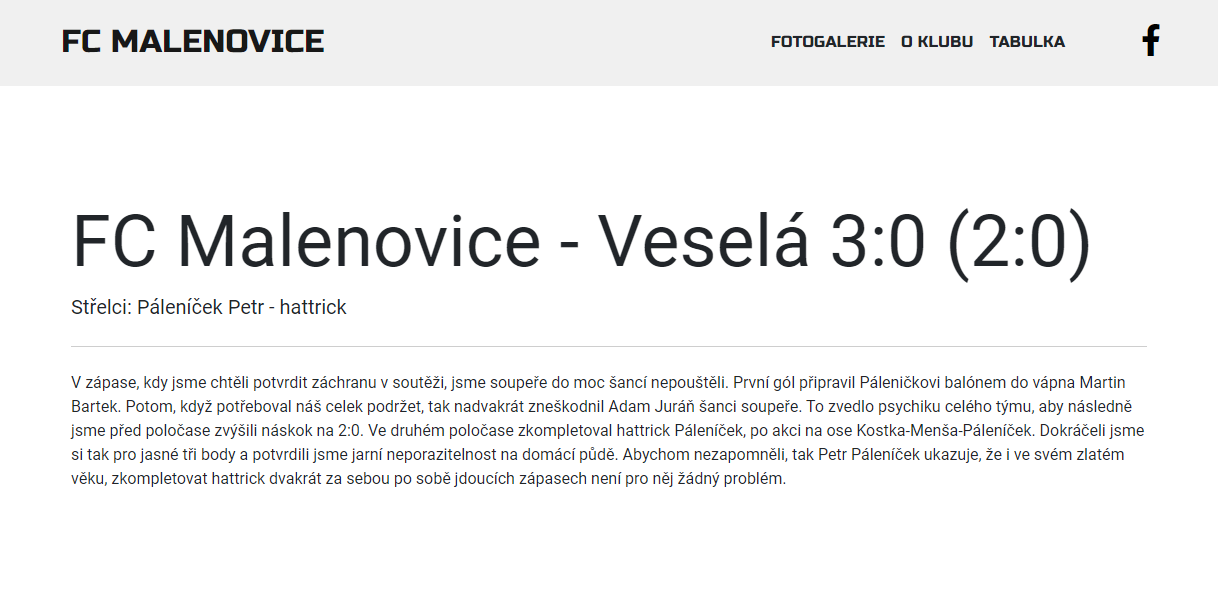 FC MALENOVICE
FOTOGALERIE O KLUBU TABULKA
FC Malenovice - Veselá 3:0 (2:0)
Střelci: Páleníček Petr - hattrick
V zápase, kdy jsme chtěli potvrdit záchranu v soutěži, jsme soupeře do moc šancí nepouštěli. První gól připravil Páleničkovi balónem do vápna Martin
Bartek. Potom, když potřeboval náš celek podržet, tak nadvakrát zneškodnil Adam Juráň šanci soupeře. To zvedlo psychiku celého týmu, aby následně
jsme před poločase zvýšili náskok na 2:0. Ve druhém poločase zkompletoval hattrick Páleníček, po akci na ose Kostka-Menša-Páleníček. Dokráčeli jsme
si tak pro jasné tři body a potvrdili jsme jarní neporazitelnost na domácí půdě. Abychom nezapomněli, tak Petr Páleníček ukazuje, že i ve svém zlatém
věku, zkompletovat hattrick dvakrát za sebou po sobě jdoucích zápasech není pro něj žádný problém.